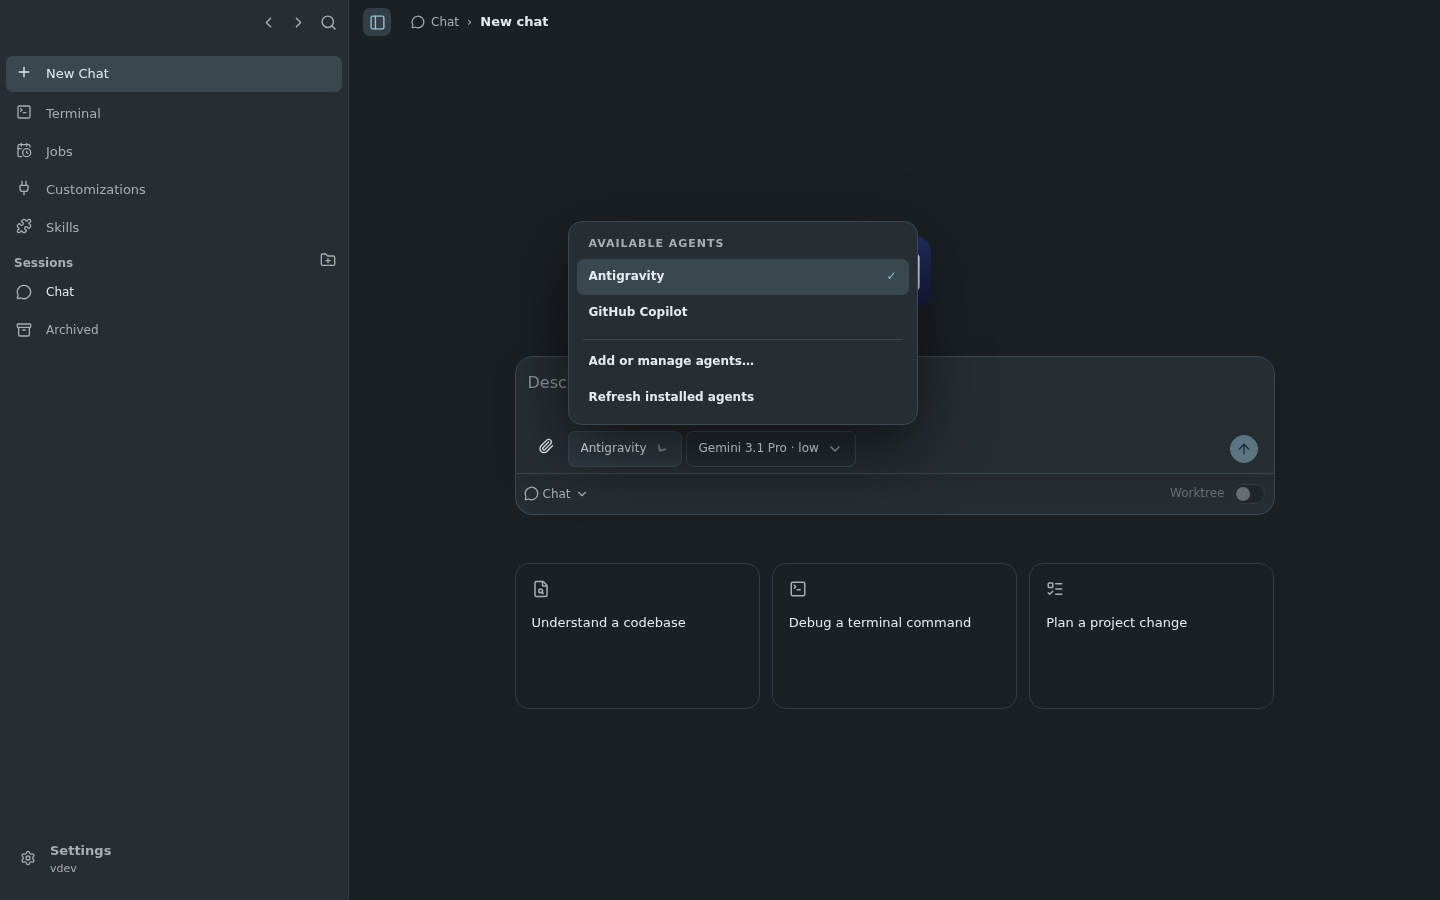 Chat › New chat
New Chat
Terminal
Jobs
Customizations
Skills
Sessions
Chat
Archived
Settings
vdev
AVAILABLE AGENTS
Antigravity ✓
GitHub Copilot
Add or manage agents…
Refresh installed agents
Desc
Antigravity
Gemini 3.1 Pro · low
Chat
Worktree
Understand a codebase
Debug a terminal command
Plan a project change